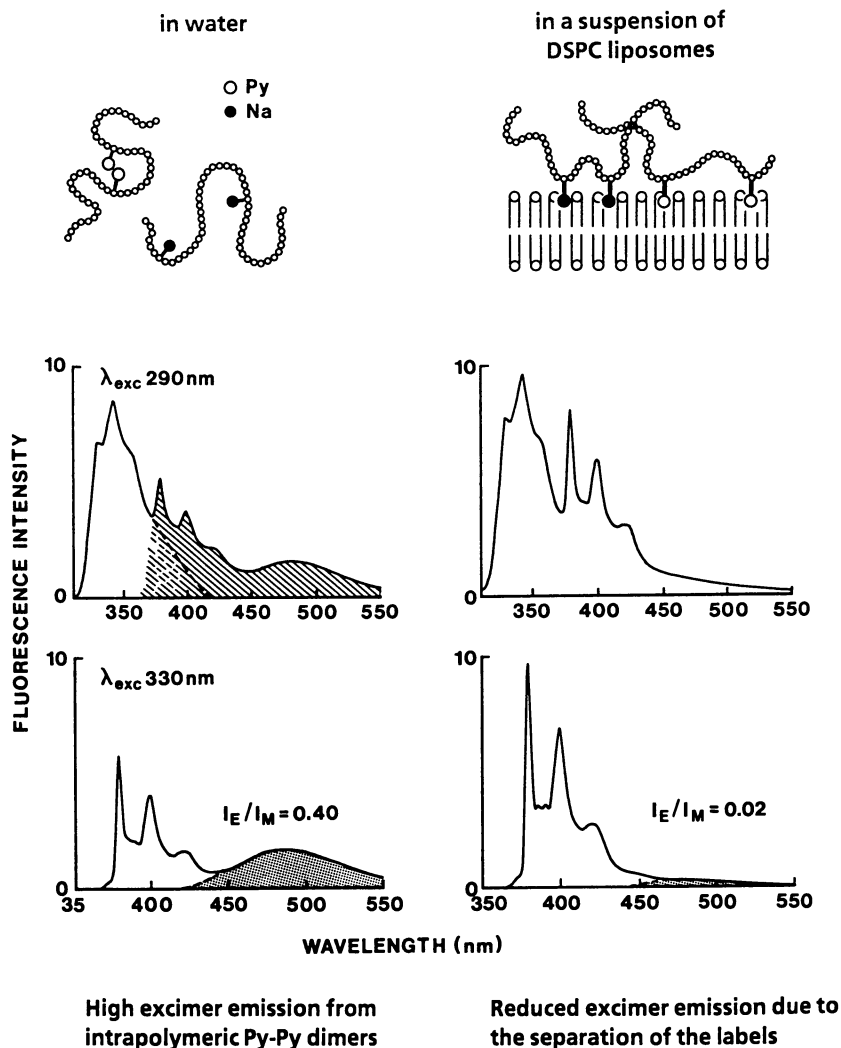 in water
in a suspension of
DSPC liposomes
Py
Na
10
λexc 290nm
0
350
400
450
500
550
10
0
350
400
450
500
550
FLUORESCENCE INTENSITY
10
λexc 330nm
IE/IM = 0.40
0
35
400
450
500
550
10
IE/IM = 0.02
0
350
400
450
500
550
WAVELENGTH (nm)
High excimer emission from
intrapolymeric Py-Py dimers
Reduced excimer emission due to
the separation of the labels